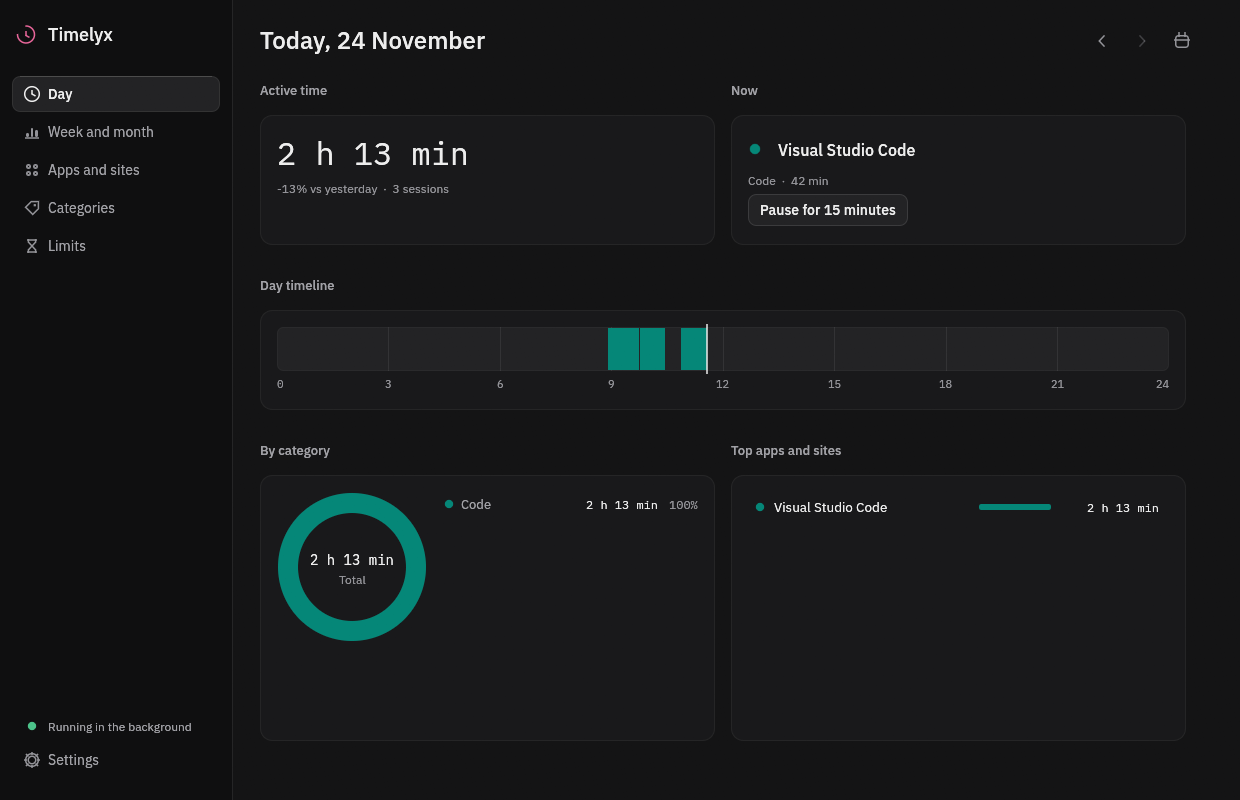 Timelyx
Day
Week and month
Apps and sites
Categories
Limits
Running in the background
Settings
Today, 24 November
Active time
2 h 13 min
-13% vs yesterday · 3 sessions
Now
Visual Studio Code
Code · 42 min
Pause for 15 minutes
Day timeline
0 3 6 9 12 15 18 21 24
By category
2 h 13 min
Total
Code 2 h 13 min 100%
Top apps and sites
Visual Studio Code 2 h 13 min